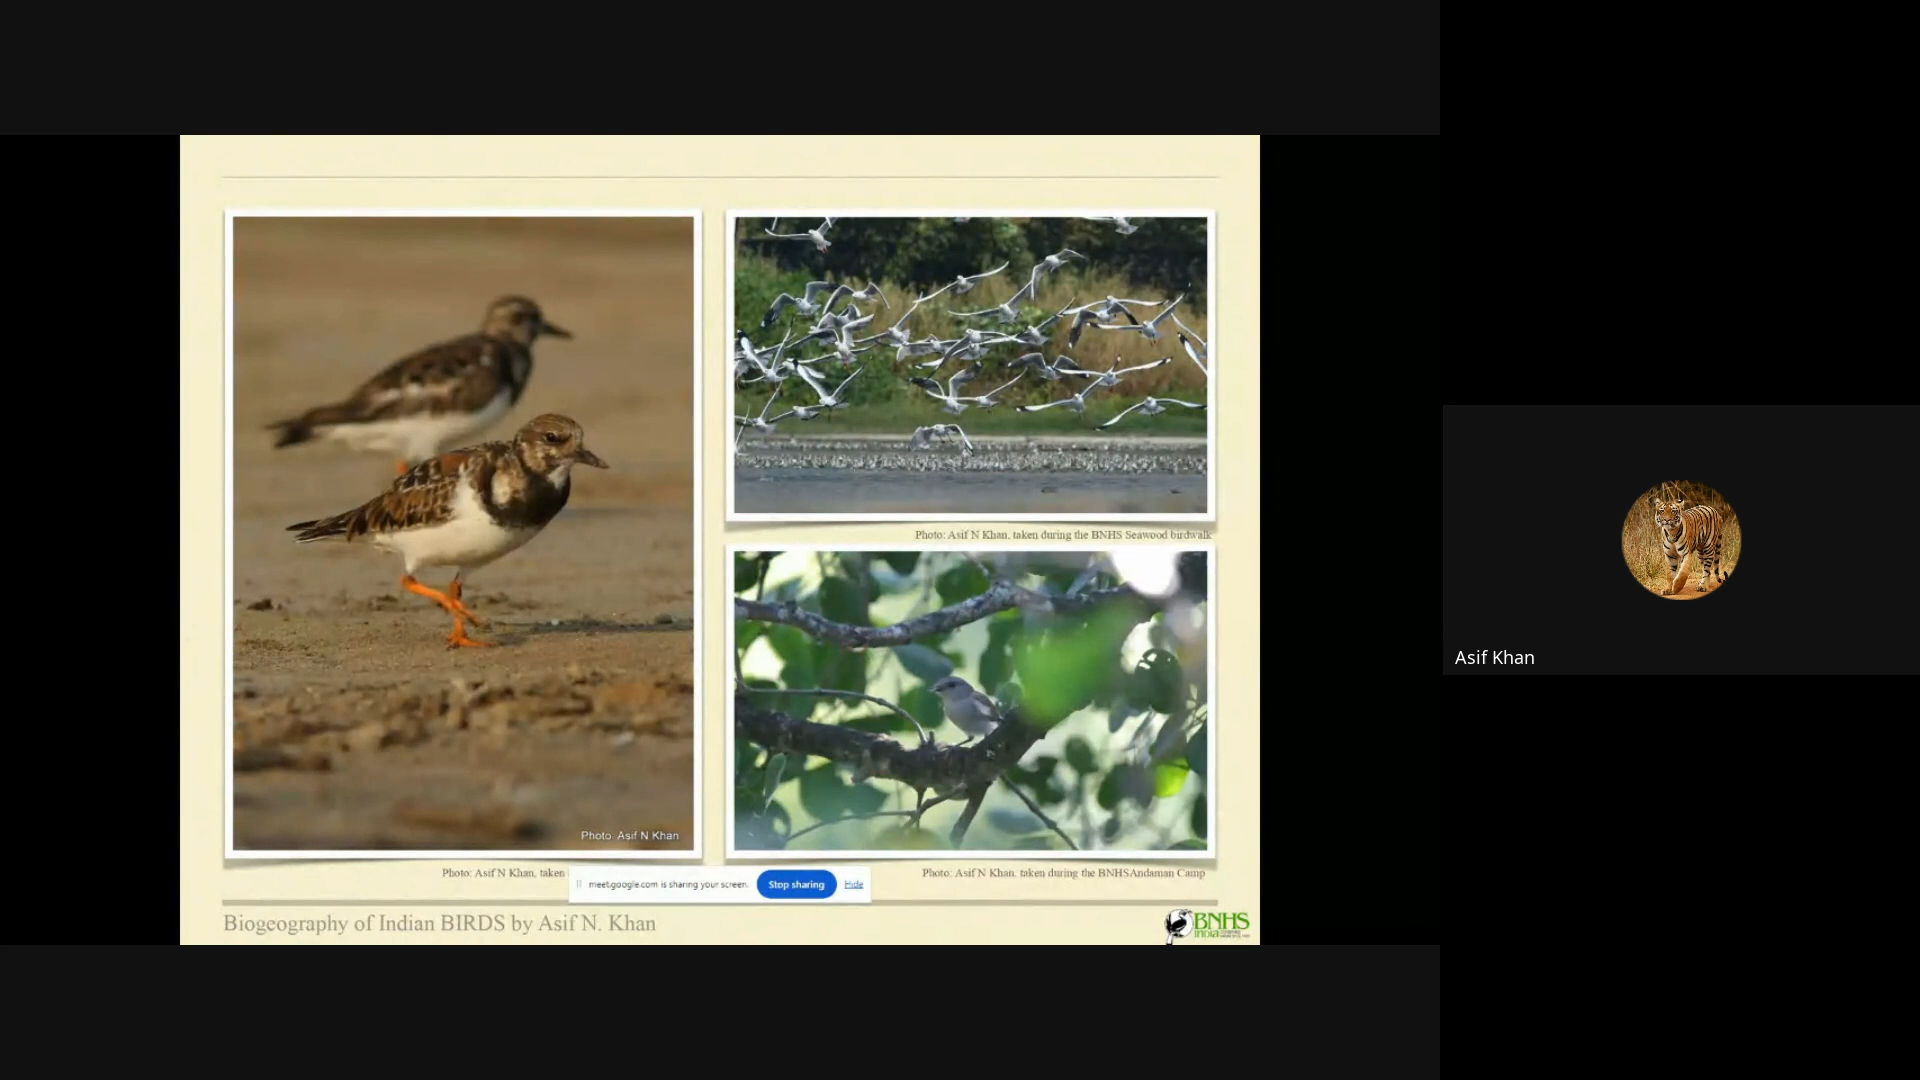 Photo: Asif N Khan, taken during the BNHS Seawood birdwalk
Photo: Asif N Khan
Photo: Asif N Khan, taken
Photo: Asif N Khan, taken during the BNHSAndaman Camp
meet.google.com is sharing your screen.
Stop sharing
Hide
Biogeography of Indian BIRDS by Asif N. Khan
BNHS
India
Asif Khan